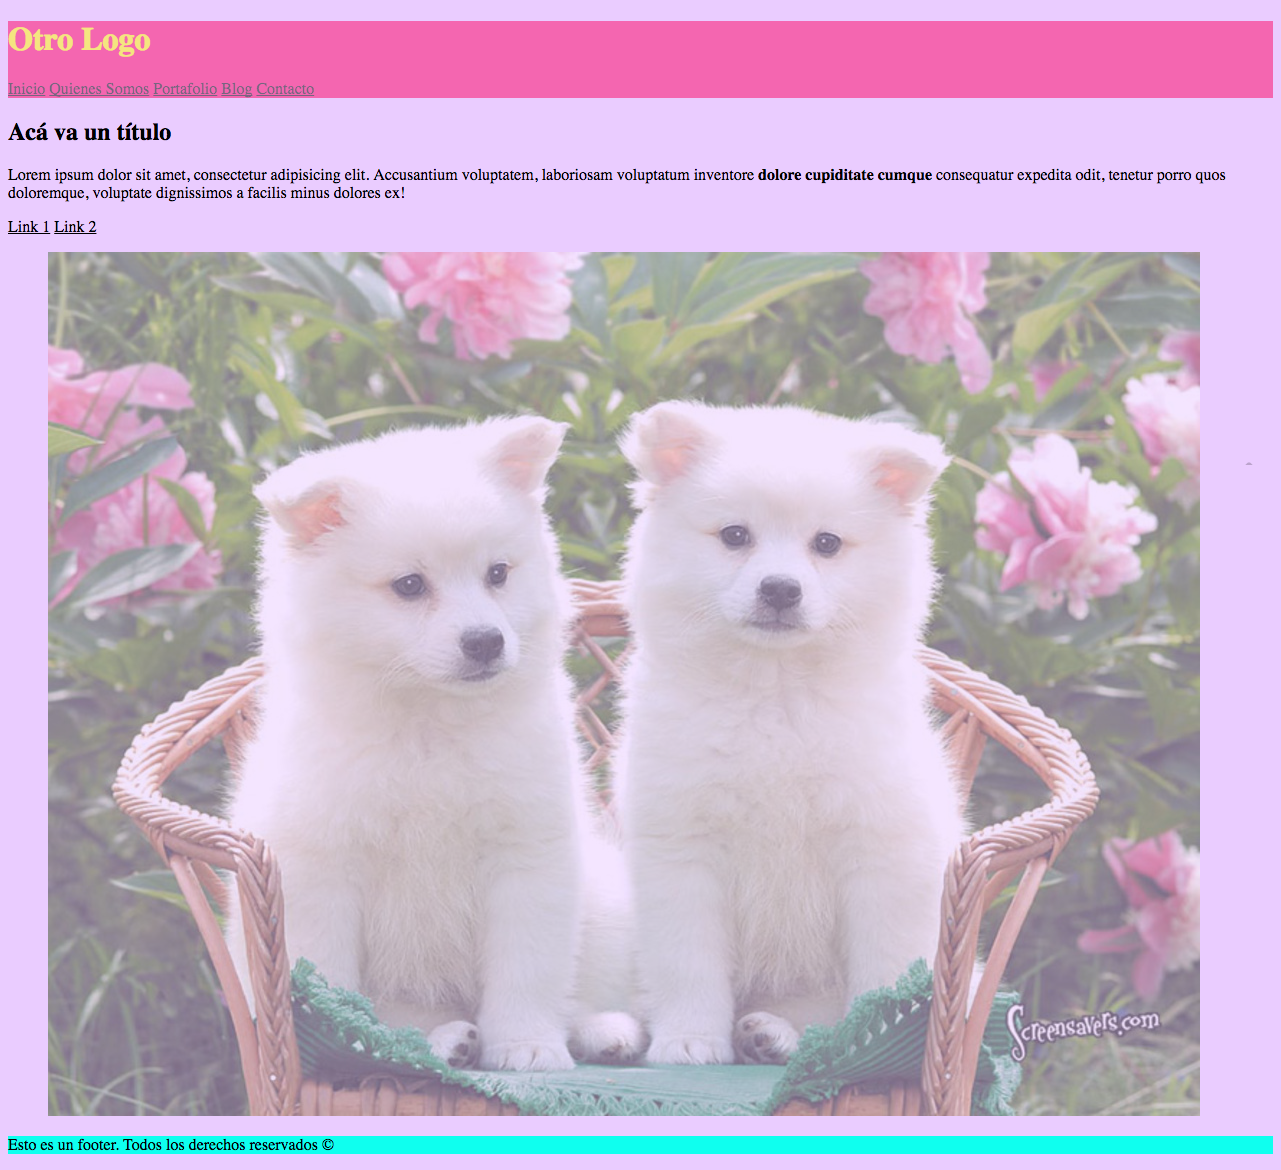 Otro Logo
Inicio Quienes Somos Portafolio Blog Contacto
Acá va un título
Lorem ipsum dolor sit amet, consectetur adipisicing elit. Accusantium voluptatem, laboriosam voluptatum inventore dolore cupiditate cumque consequatur expedita odit, tenetur porro quos
doloremque, voluptate dignissimos a facilis minus dolores ex!
Link 1 Link 2
Screensavers.com
Esto es un footer. Todos los derechos reservados ©